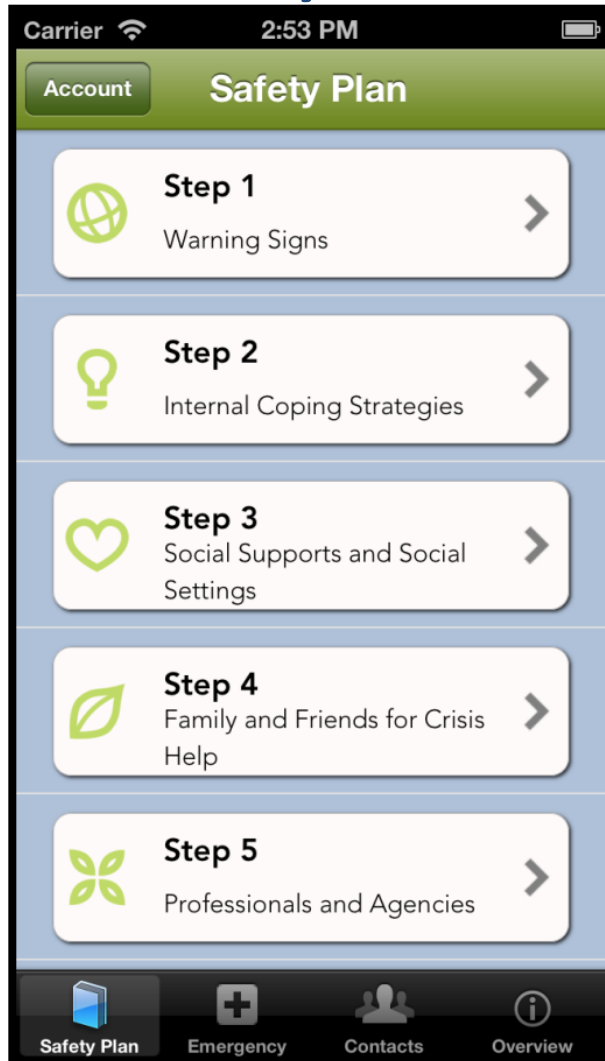 Carrier 2:53 PM
Account Safety Plan
Step 1
Warning Signs
Step 2
Internal Coping Strategies
Step 3
Social Supports and Social
Settings
Step 4
Family and Friends for Crisis
Help
Step 5
Professionals and Agencies
Safety Plan Emergency Contacts Overview